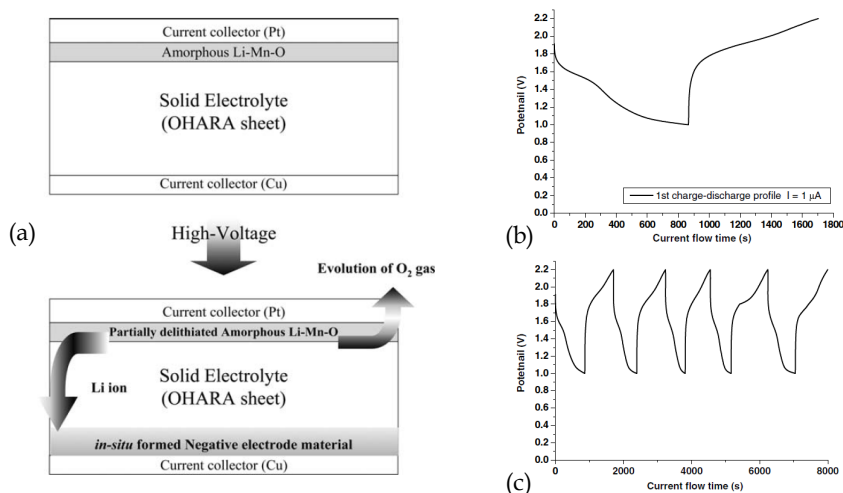 Current collector (Pt)
Amorphous Li-Mn-O
Solid Electrolyte
(OHARA sheet)
Current collector (Cu)
(a)
High-Voltage
Evolution of O2 gas
Current collector (Pt)
Partially delithiated Amorphous Li-Mn-O
Li ion
Solid Electrolyte
(OHARA sheet)
in-situ formed Negative electrode material
Current collector (Cu)
2.2
2.0
1.8
1.6
1.4
1.2
1.0
0.8
0.6
0.4
0.2
0.0
Potetnail (V)
1st charge-discharge profile I = 1 μA
0 200 400 600 800 1000 1200 1400 1600 1800
Current flow time (s)
(b)
2.2
2.0
1.8
1.6
1.4
1.2
1.0
0.8
0.6
0.4
0.2
0.0
Potetnail (V)
0 2000 4000 6000 8000
Current flow time (s)
(c)